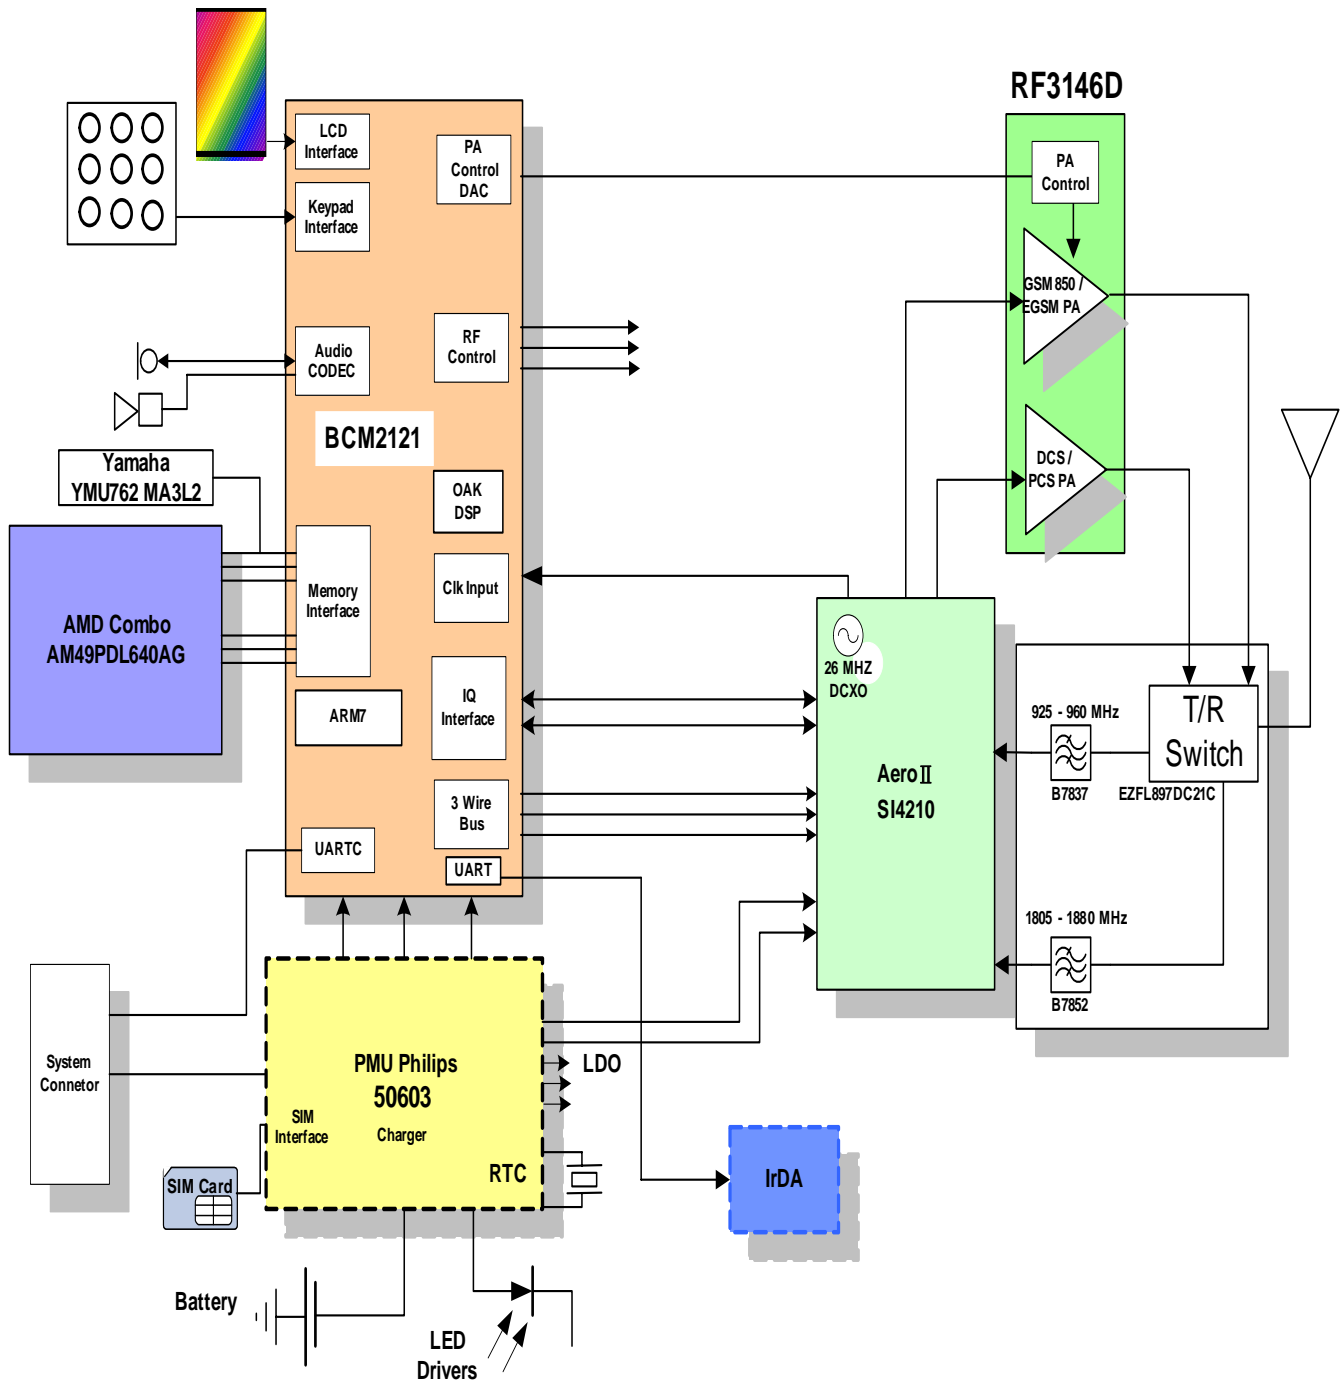 RF3146D
LCD
Interface
PA
Control
DAC
PA
Control
Keypad
Interface
GSM850 /
EGSM PA
Audio
CODEC
RF
Control
BCM2121
Yamaha
YMU762 MA3L2
OAK
DSP
DCS /
PCS PA
Memory
Interface
Clk Input
AMD Combo
AM49PDL640AG
26 MHZ
DCXO
IQ
Interface
ARM7
925 - 960 MHz
T/R
Switch
B7837
EZFL897DC21C
Aero II
SI4210
3 Wire
Bus
UARTC
UART
1805 - 1880 MHz
B7852
System
Connetor
PMU Philips
50603
Charger
LDO
SIM
Interface
RTC
SIM Card
IrDA
Battery
LED
Drivers